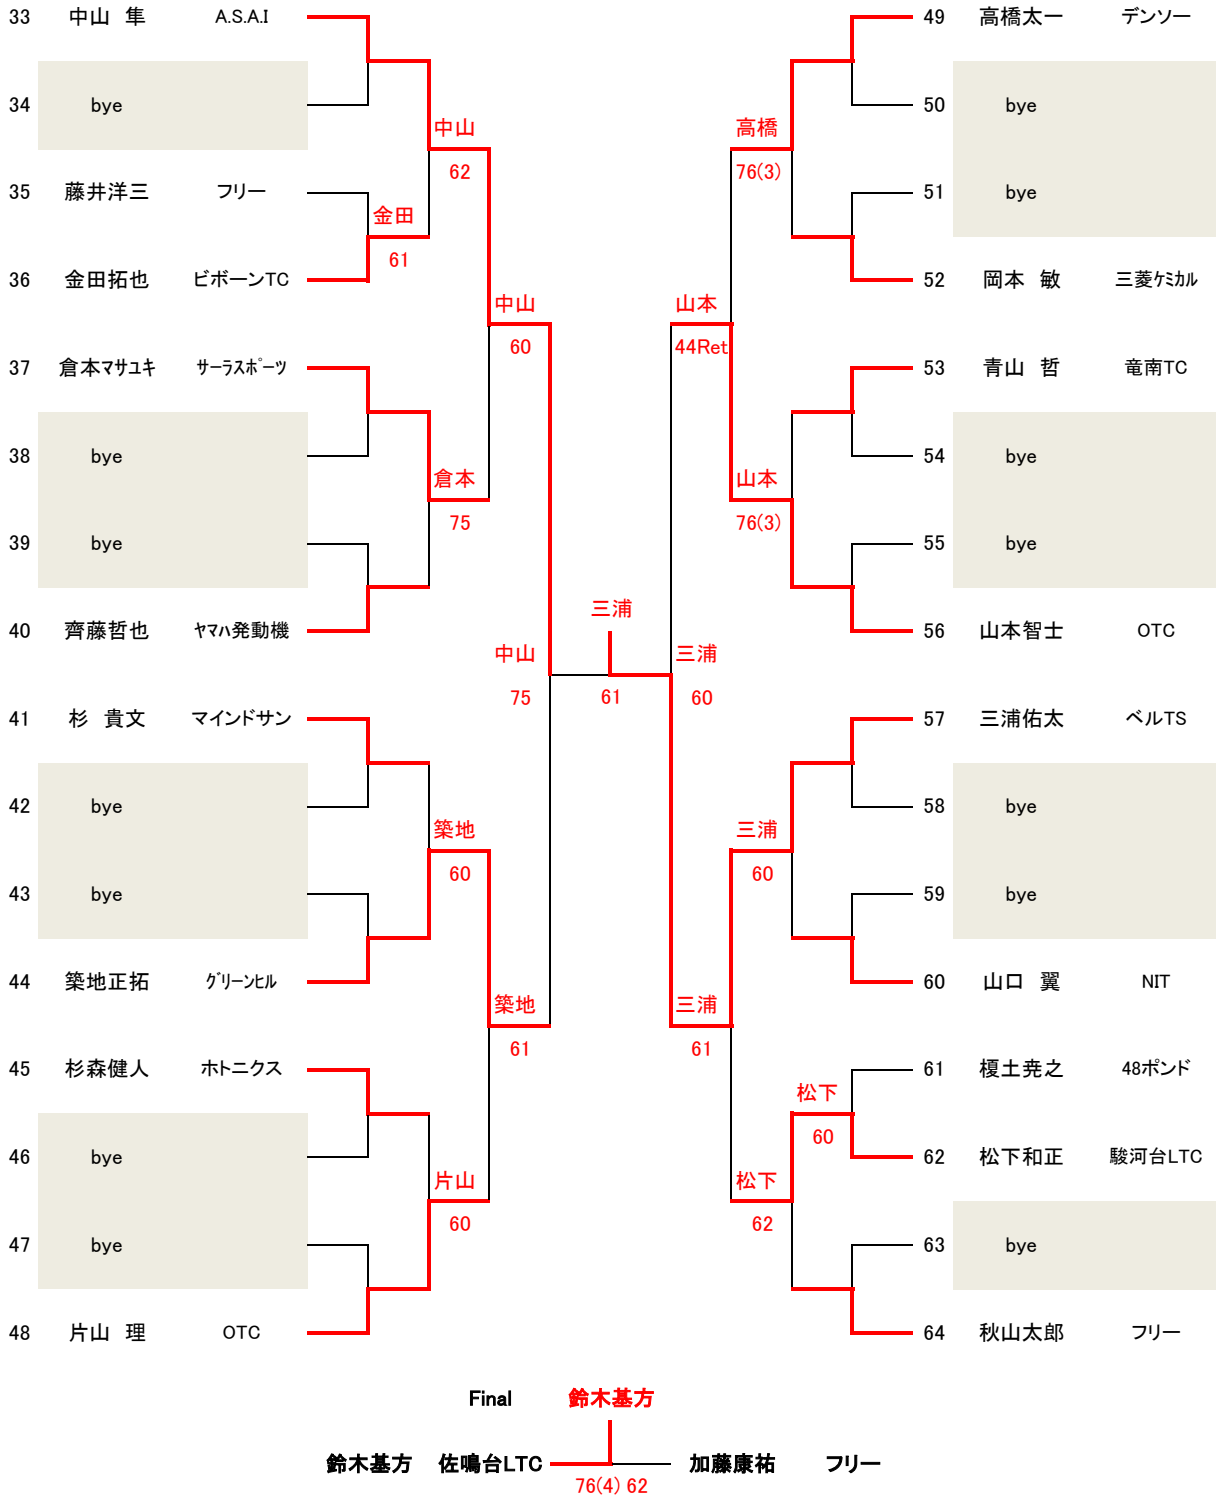 33 中山 隼 A.S.A.I
34 bye
中山
62
35 藤井洋三 フリー
金田
61
36 金田拓也 ビボーンTC
中山
60
37 倉本マサユキ サーラスポーツ
38 bye
倉本
75
39 bye
40 齊藤哲也 ヤマハ発動機
中山
75
41 杉 貴文 マインドサン
42 bye
築地
60
43 bye
44 築地正拓 グリーンヒル
築地
61
45 杉森健人 ホトニクス
46 bye
片山
60
47 bye
48 片山 理 OTC
三浦
61
49 高橋太一 デンソー
50 bye
高橋
76(3)
51 bye
52 岡本 敏 三菱ケミカル
山本
44Ret
53 青山 哲 竜南TC
54 bye
山本
76(3)
55 bye
56 山本智士 OTC
三浦
60
57 三浦佑太 ベルTS
58 bye
三浦
60
59 bye
60 山口 翼 NIT
三浦
61
61 榎土尭之 48ポンド
松下
60
62 松下和正 駿河台LTC
松下
62
63 bye
64 秋山太郎 フリー
Final 鈴木基方
鈴木基方 佐鳴台LTC 加藤康祐 フリー
76(4) 62